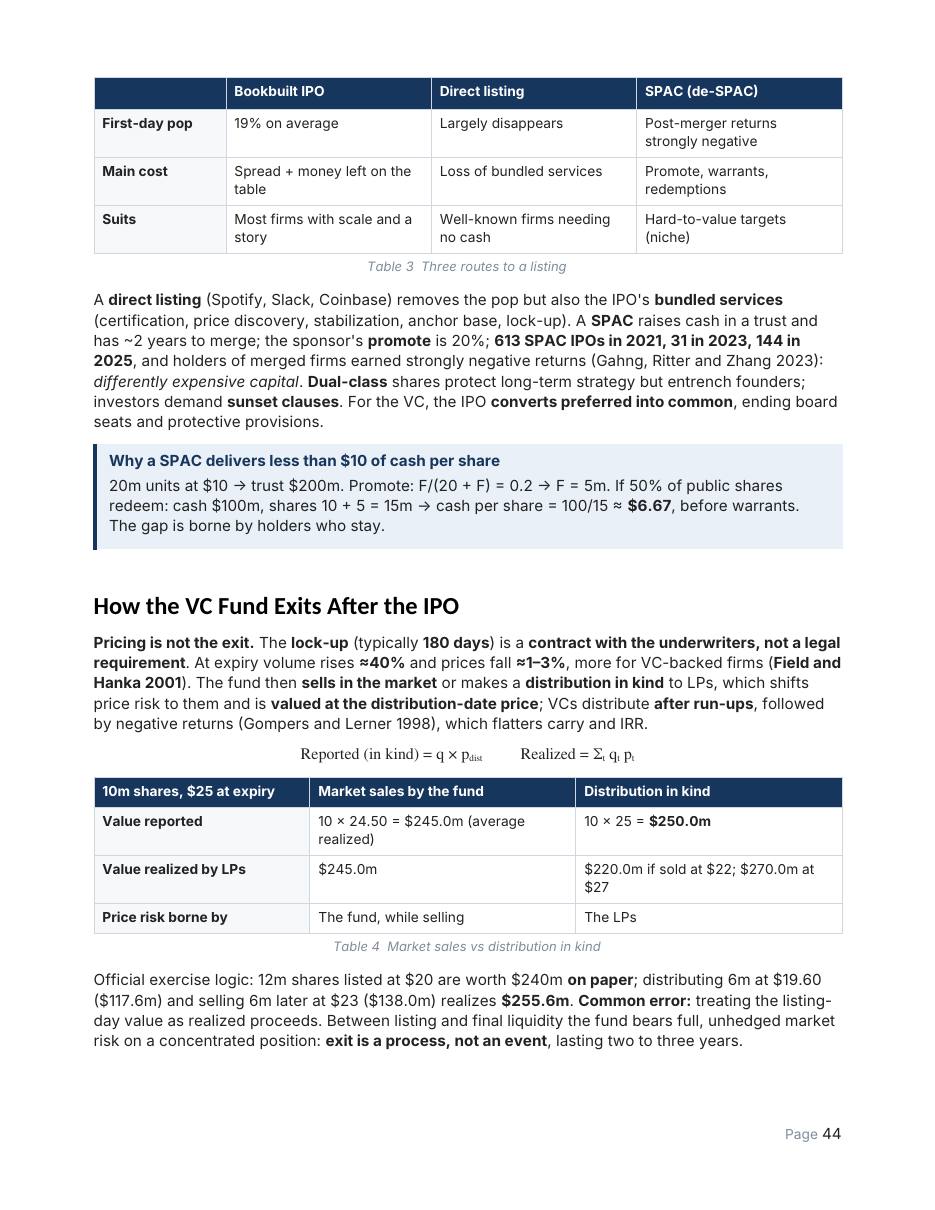 Bookbuilt IPO Direct listing SPAC (de-SPAC)
First-day pop 19% on average Largely disappears Post-merger returns
strongly negative
Main cost Spread + money left on the Loss of bundled services Promote, warrants,
table redemptions
Suits Most firms with scale and a Well-known firms needing Hard-to-value targets
story no cash (niche)
Table 3 Three routes to a listing
A direct listing (Spotify, Slack, Coinbase) removes the pop but also the IPO's bundled services
(certification, price discovery, stabilization, anchor base, lock-up). A SPAC raises cash in a trust and
has ~2 years to merge; the sponsor's promote is 20%; 613 SPAC IPOs in 2021, 31 in 2023, 144 in
2025, and holders of merged firms earned strongly negative returns (Gahng, Ritter and Zhang 2023):
differently expensive capital. Dual-class shares protect long-term strategy but entrench founders;
investors demand sunset clauses. For the VC, the IPO converts preferred into common, ending board
seats and protective provisions.
Why a SPAC delivers less than $10 of cash per share
20m units at $10 → trust $200m. Promote: F/(20 + F) = 0.2 → F = 5m. If 50% of public shares
redeem: cash $100m, shares 10 + 5 = 15m → cash per share = 100/15 ≈ $6.67, before warrants.
The gap is borne by holders who stay.
How the VC Fund Exits After the IPO
Pricing is not the exit. The lock-up (typically 180 days) is a contract with the underwriters, not a legal
requirement. At expiry volume rises ≈40% and prices fall ≈1–3%, more for VC-backed firms (Field and
Hanka 2001). The fund then sells in the market or makes a distribution in kind to LPs, which shifts
price risk to them and is valued at the distribution-date price; VCs distribute after run-ups, followed
by negative returns (Gompers and Lerner 1998), which flatters carry and IRR.
Reported (in kind) = q × pdist Realized = Σt qt pt
10m shares, $25 at expiry Market sales by the fund Distribution in kind
Value reported 10 × 24.50 = $245.0m (average 10 × 25 = $250.0m
realized)
Value realized by LPs $245.0m $220.0m if sold at $22; $270.0m at
$27
Price risk borne by The fund, while selling The LPs
Table 4 Market sales vs distribution in kind
Official exercise logic: 12m shares listed at $20 are worth $240m on paper; distributing 6m at $19.60
($117.6m) and selling 6m later at $23 ($138.0m) realizes $255.6m. Common error: treating the listing-
day value as realized proceeds. Between listing and final liquidity the fund bears full, unhedged market
risk on a concentrated position: exit is a process, not an event, lasting two to three years.
Page 44